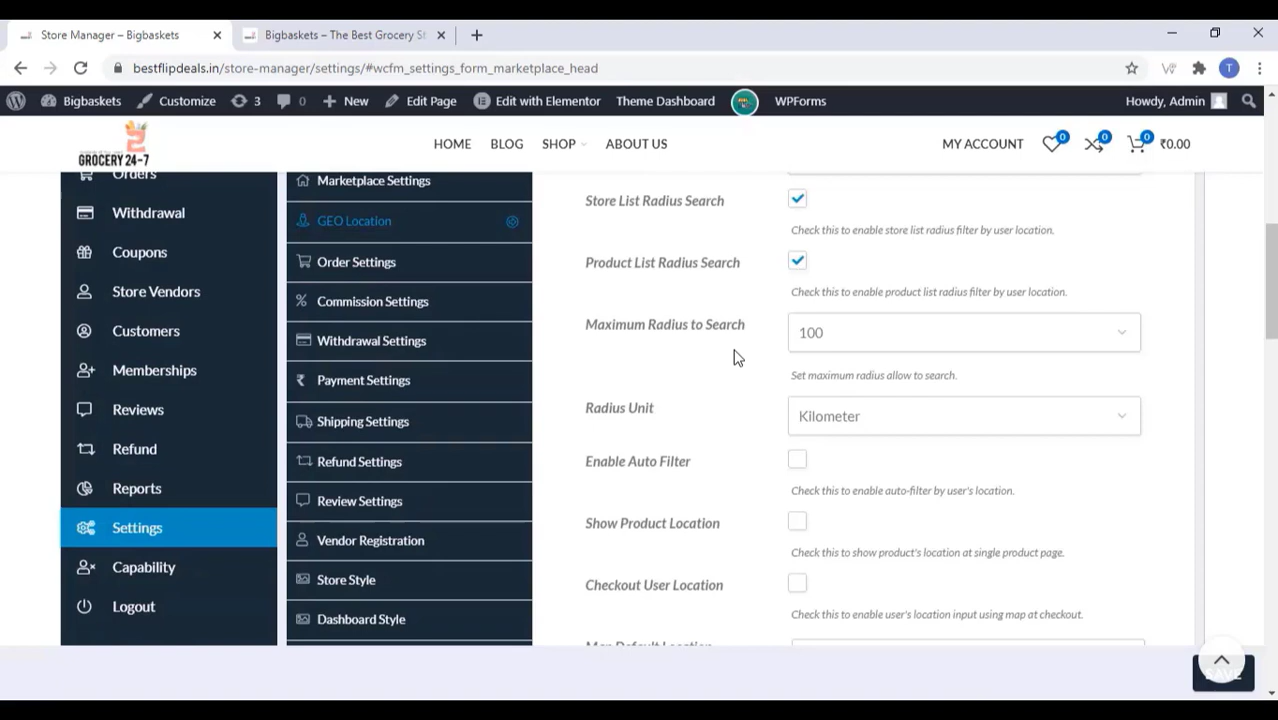 Store Manager – Bigbaskets
Bigbaskets – The Best Grocery St
bestflipdeals.in/store-manager/settings/#wcfm_settings_form_marketplace_head
T
Bigbaskets
Customize
3
0
New
Edit Page
Edit with Elementor
Theme Dashboard
WPForms
Howdy, Admin
GROCERY 24-7
HOME
BLOG
SHOP
ABOUT US
MY ACCOUNT
0
0
0
₹0.00
Orders
Withdrawal
Coupons
Store Vendors
Customers
Memberships
Reviews
Refund
Reports
Settings
Capability
Logout
Marketplace Settings
GEO Location
Order Settings
Commission Settings
Withdrawal Settings
Payment Settings
Shipping Settings
Refund Settings
Review Settings
Vendor Registration
Store Style
Dashboard Style
Store List Radius Search
Check this to enable store list radius filter by user location.
Product List Radius Search
Check this to enable product list radius filter by user location.
Maximum Radius to Search
100
Set maximum radius allow to search.
Radius Unit
Kilometer
Enable Auto Filter
Check this to enable auto-filter by user's location.
Show Product Location
Check this to show product's location at single product page.
Checkout User Location
Check this to enable user's location input using map at checkout.
Map Default Location
SAVE